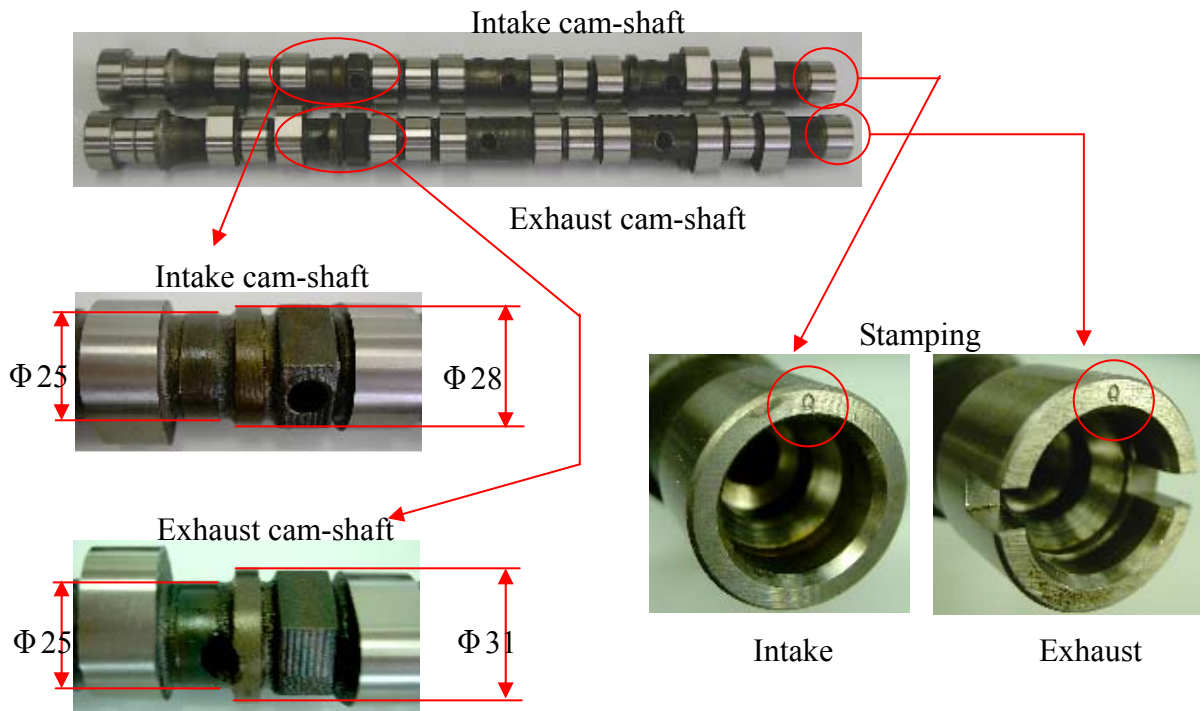 Intake cam-shaft
Exhaust cam-shaft
Intake cam-shaft
Φ25
Φ28
Exhaust cam-shaft
Φ25
Φ31
Stamping
Q
Q
Intake
Exhaust